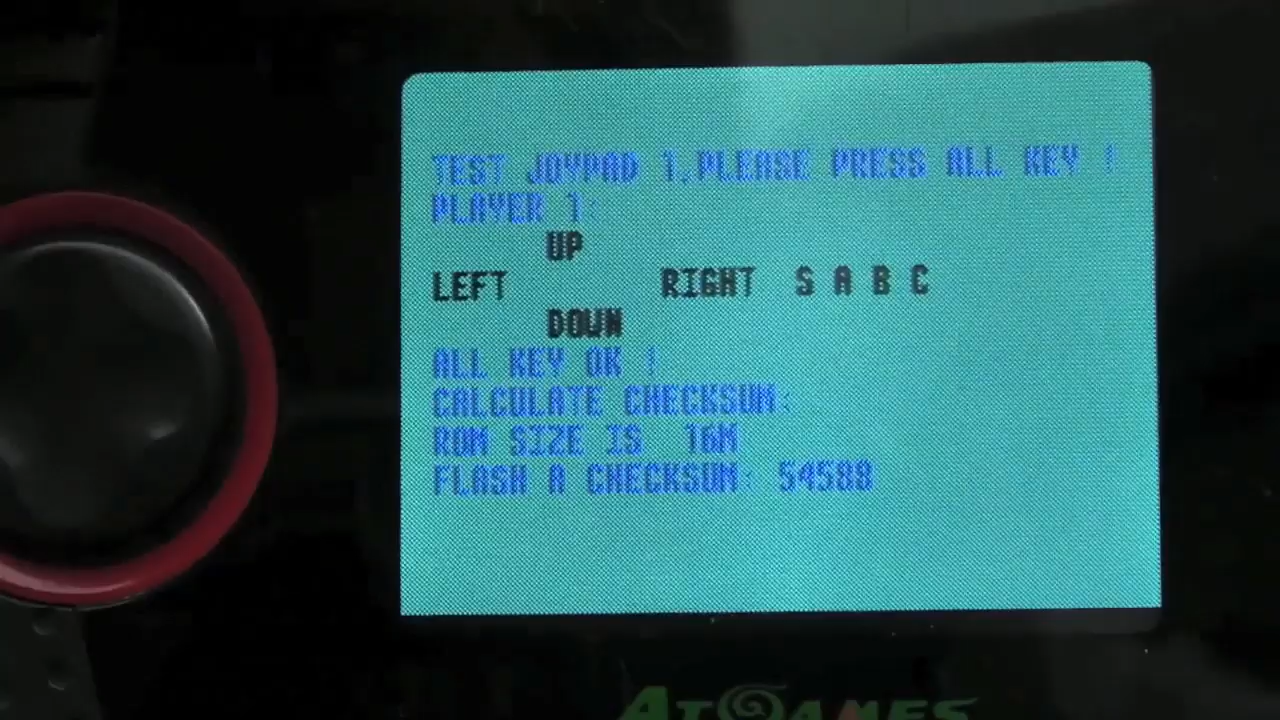 TEST JOYPAD 1,PLEASE PRESS ALL KEY !
PLAYER 1:
UP
LEFT RIGHT S A B C
DOWN
ALL KEY OK !
CALCULATE CHECKSUM:
ROM SIZE IS 16M
FLASH A CHECKSUM: 54588
ATGAMES